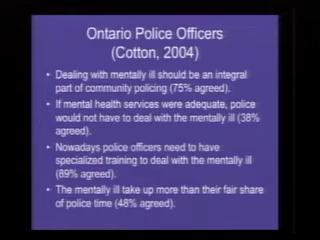 Ontario Police Officers
(Cotton, 2004)
• Dealing with mentally ill should be an integral
part of community policing (75% agreed).
• If mental health services were adequate, police
would not have to deal with the mentally ill (38%
agreed).
• Nowadays police officers need to have
specialized training to deal with the mentally ill
(89% agreed).
• The mentally ill take up more than their fair share
of police time (48% agreed).